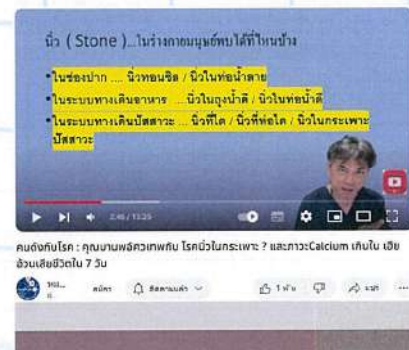 นิ่ว ( Stone )...ในร่างกายมนุษย์พบได้ที่ไหนบ้าง
•ในช่องปาก .... นิ่วทอนซิล / นิ่วในท่อน้ำลาย
•ในระบบทางเดินอาหาร ...นิ่วในถุงน้ำดี / นิ่วในท่อน้ำดี
•ในระบบทางเดินปัสสาวะ ... นิ่วที่ไต / นิ่วที่ท่อไต / นิ่วในกระเพาะ
ปัสสาวะ
2:46 / 13:25
คนดังกับโรค : คุณมานพอัศวเทพกับ โรคนิ่วในกระเพาะ ? และภาวะCalcium เกินใน เฮีย
อ้วนเสียชีวิตใน 7 วัน
สมัคร
ติดตามแล้ว
1 พัน
แชร์